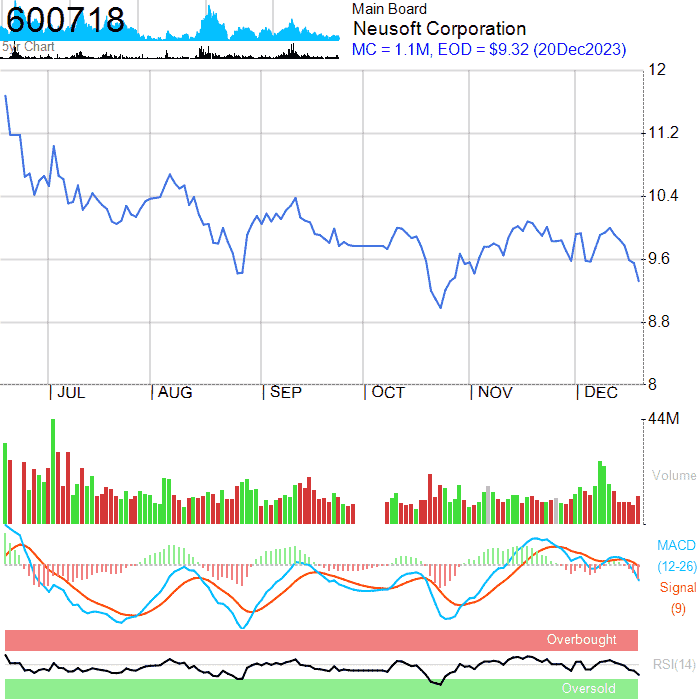 600718
5yr Chart
Main Board
Neusoft Corporation
MC = 1.1M, EOD = $9.32 (20Dec2023)
12
11.2
10.4
9.6
8.8
8
JUL AUG SEP OCT NOV DEC
44M
Volume
MACD
(12-26)
Signal
(9)
Overbought
RSI(14)
Oversold